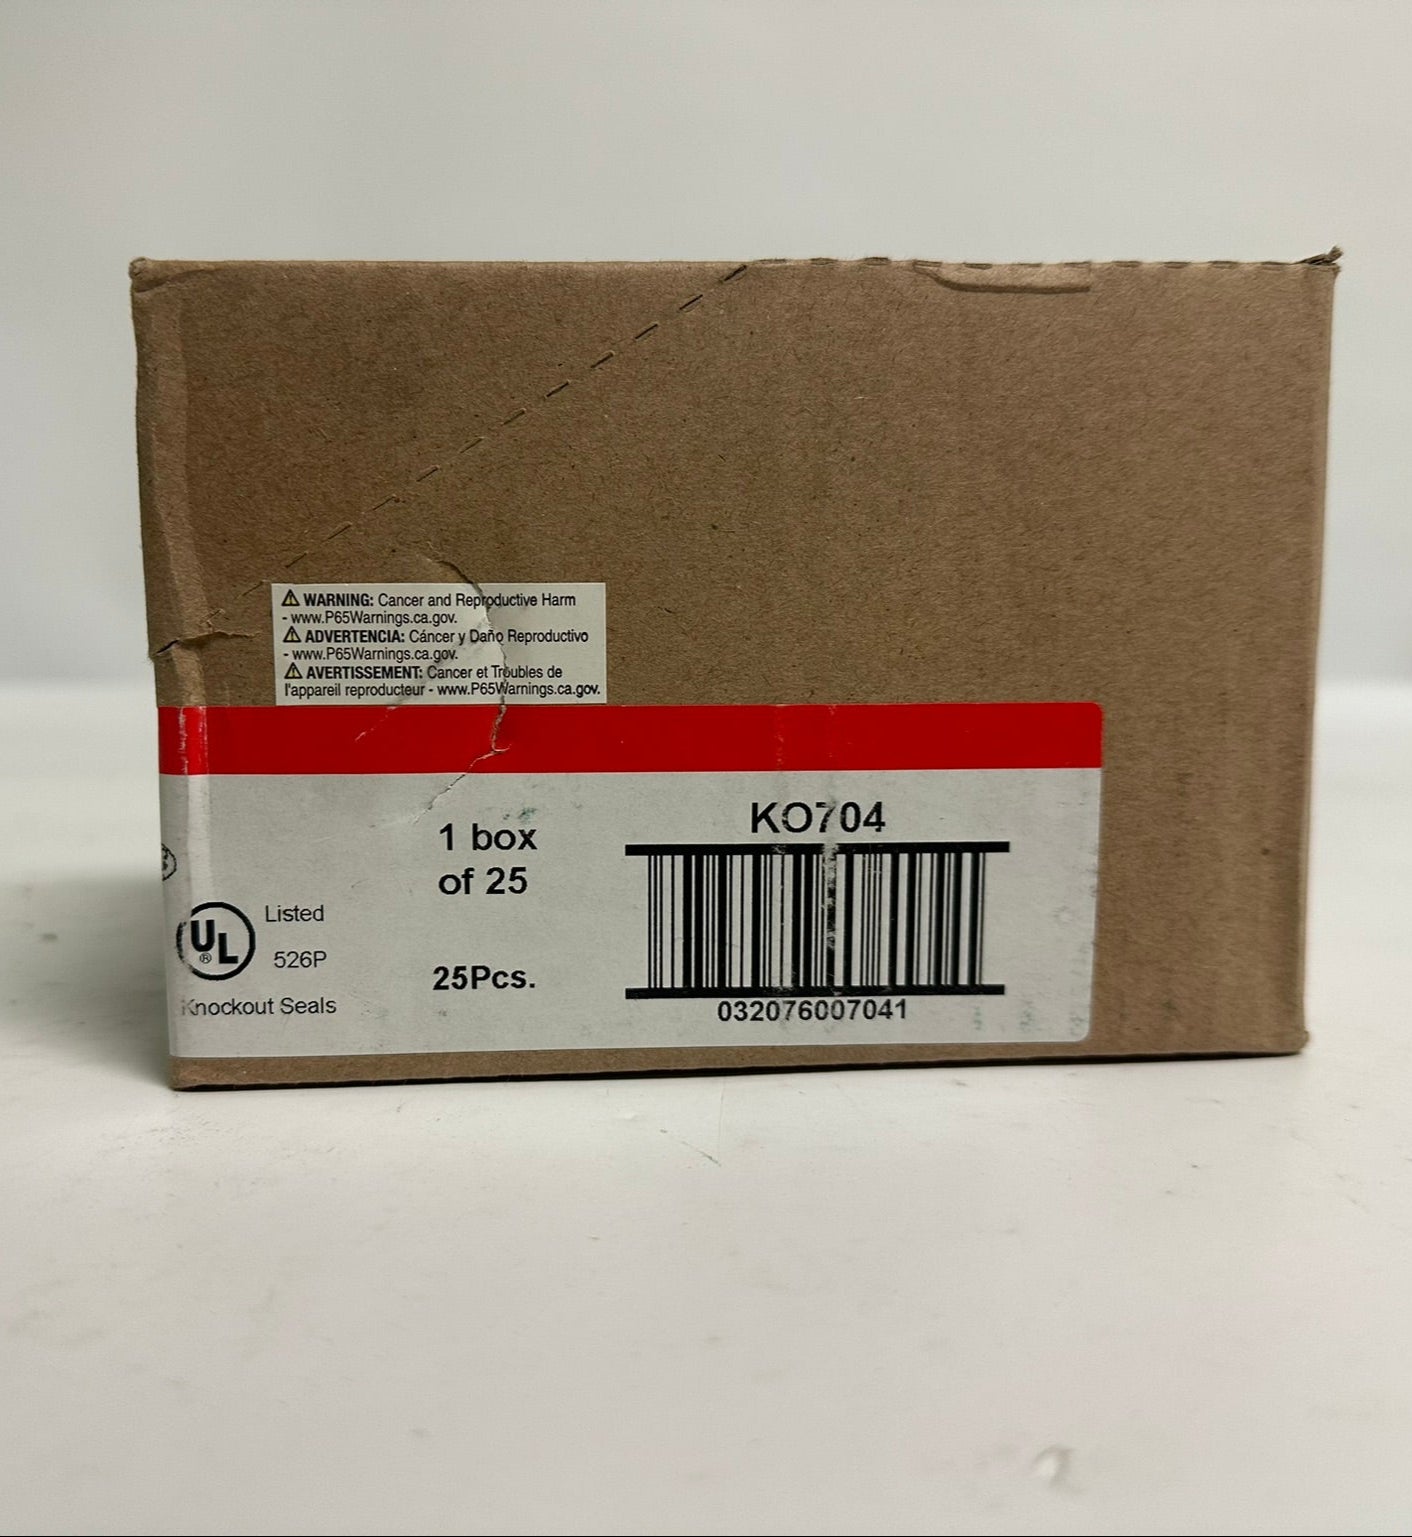 WARNING: Cancer and Reproductive Harm
- www.P65Warnings.ca.gov.
ADVERTENCIA: Cáncer y Daño Reproductivo
- www.P65Warnings.ca.gov.
AVERTISSEMENT: Cancer et Troubles de
l'appareil reproducteur - www.P65Warnings.ca.gov.
1 box
of 25
25Pcs.
UL
®
Listed
526P
Knockout Seals
KO704
032076007041